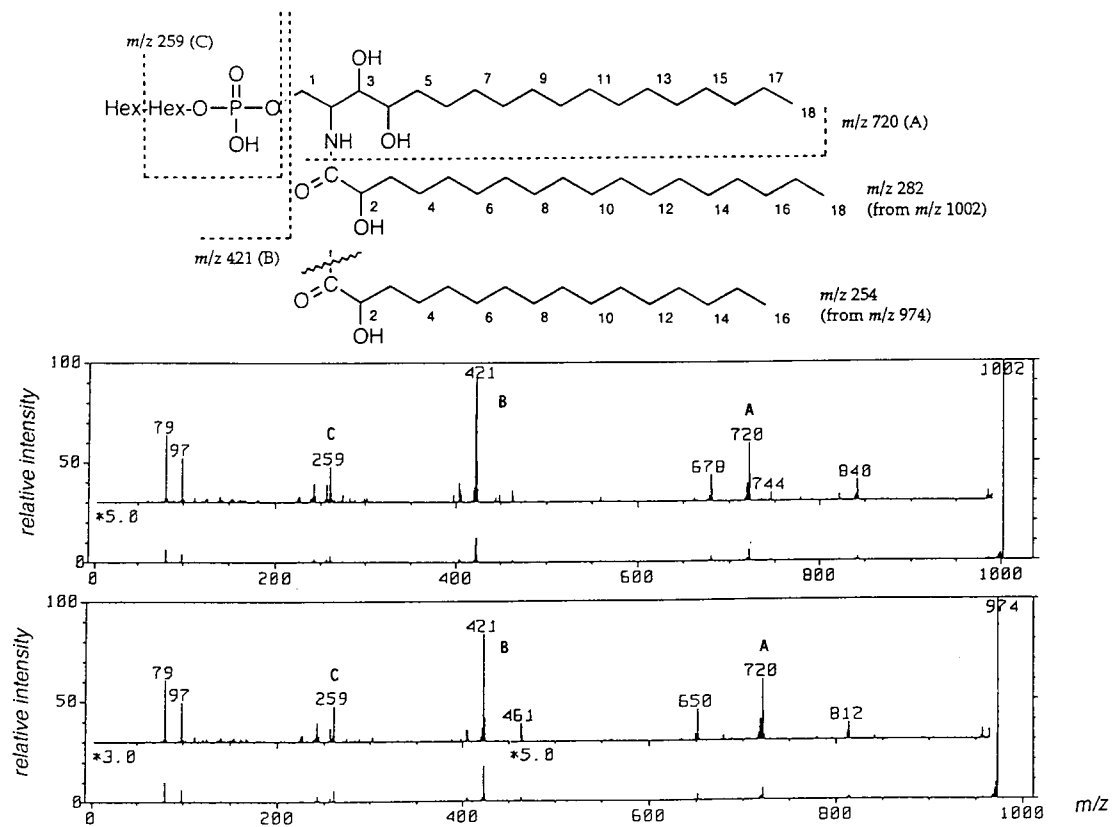 m/z 259 (C)
OH
O
1 3 5 7 9 11 13 15 17
Hex-Hex-O-P-O
18
m/z 720 (A)
OH NH OH
O C
2 4 6 8 10 12 14 16 18
OH
m/z 282
(from m/z 1002)
m/z 421 (B)
O C
2 4 6 8 10 12 14 16
OH
m/z 254
(from m/z 974)
100
421
1002
B
A
79
C
720
97
50
259
678
744
840
*5.0
0
0 200 400 600 800 1000
relative intensity
100
974
421
B
A
79
C
720
97
50
259
461
650
812
*3.0
*5.0
0
0 200 400 600 800 1000
m/z
relative intensity